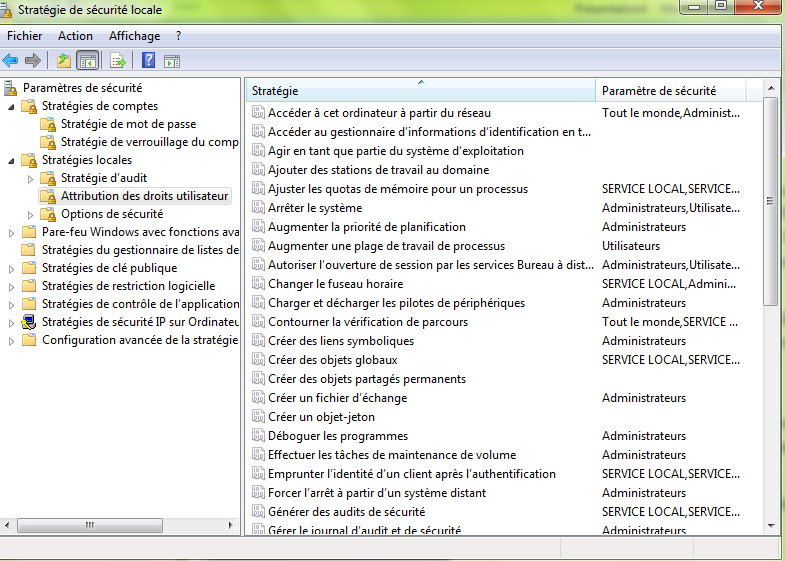 Stratégie de sécurité locale
Fichier Action Affichage ?
Paramètres de sécurité
Stratégies de comptes
Stratégie de mot de passe
Stratégie de verrouillage du comp
Stratégies locales
Stratégie d'audit
Attribution des droits utilisateur
Options de sécurité
Pare-feu Windows avec fonctions ava
Stratégies du gestionnaire de listes de
Stratégies de clé publique
Stratégies de restriction logicielle
Stratégies de contrôle de l'application
Stratégies de sécurité IP sur Ordinateu
Configuration avancée de la stratégie
Stratégie Paramètre de sécurité
Accéder à cet ordinateur à partir du réseau Tout le monde,Administ...
Accéder au gestionnaire d'informations d'identification en t...
Agir en tant que partie du système d'exploitation
Ajouter des stations de travail au domaine
Ajuster les quotas de mémoire pour un processus SERVICE LOCAL,SERVICE...
Arrêter le système Administrateurs,Utilisate...
Augmenter la priorité de planification Administrateurs
Augmenter une plage de travail de processus Utilisateurs
Autoriser l'ouverture de session par les services Bureau à dist... Administrateurs,Utilisate...
Changer le fuseau horaire SERVICE LOCAL,Admini...
Charger et décharger les pilotes de périphériques Administrateurs
Contourner la vérification de parcours Tout le monde,SERVICE ...
Créer des liens symboliques Administrateurs
Créer des objets globaux SERVICE LOCAL,SERVICE...
Créer des objets partagés permanents
Créer un fichier d'échange Administrateurs
Créer un objet-jeton
Déboguer les programmes Administrateurs
Effectuer les tâches de maintenance de volume Administrateurs
Emprunter l'identité d'un client après l'authentification SERVICE LOCAL,SERVICE...
Forcer l'arrêt à partir d'un système distant Administrateurs
Générer des audits de sécurité SERVICE LOCAL,SERVICE...
Gérer le journal d'audit et de sécurité Administrateurs